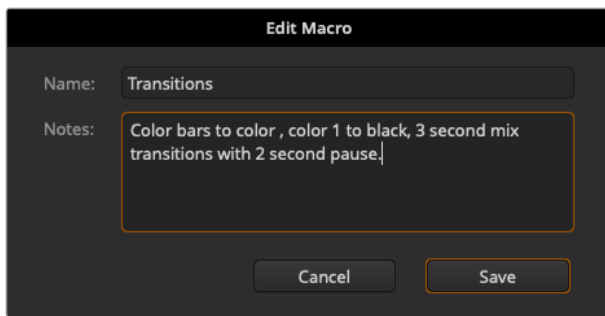 Edit Macro
Name: Transitions
Notes: Color bars to color , color 1 to black, 3 second mix
transitions with 2 second pause.
Cancel Save